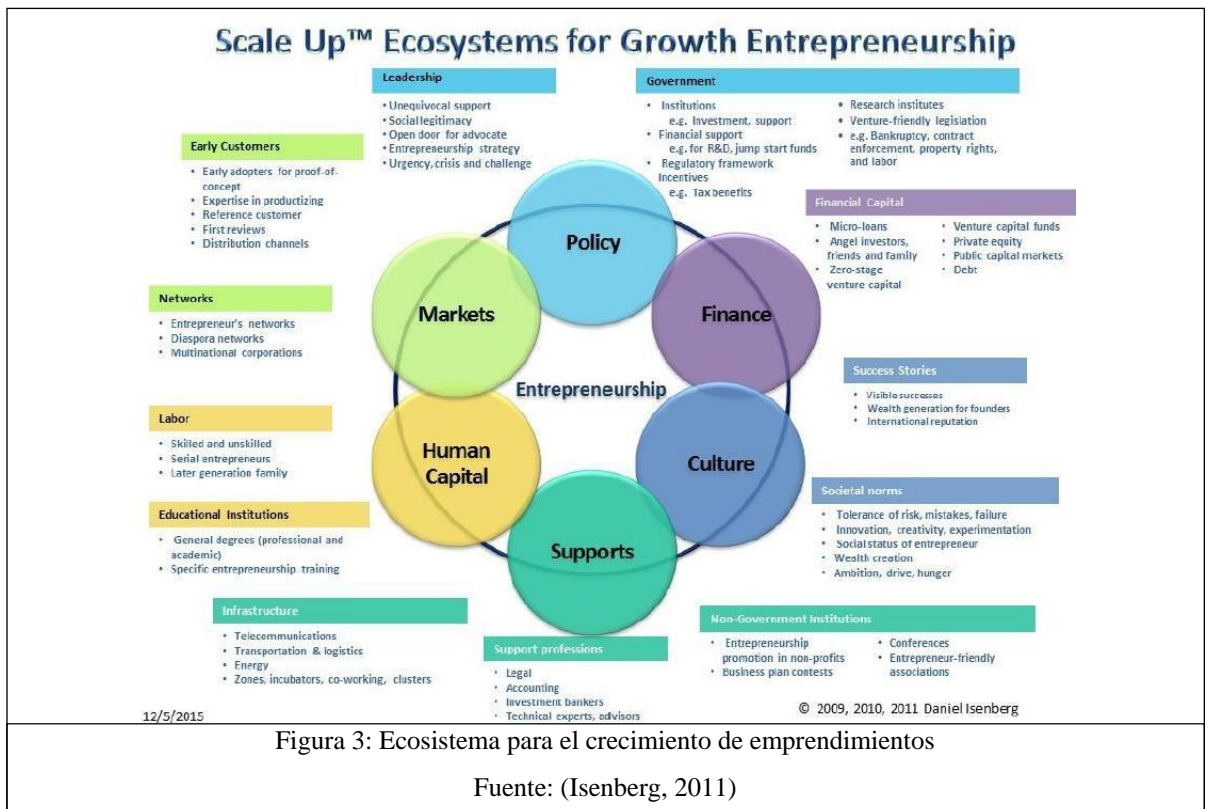 Scale Up™ Ecosystems for Growth Entrepreneurship
Leadership
• Unequivocal support
• Social legitimacy
• Open door for advocate
• Entrepreneurship strategy
• Urgency, crisis and challenge
Government
• Institutions
e.g. Investment, support
• Financial support
e.g. for R&D, jump start funds
• Regulatory framework
Incentives
e.g. Tax benefits
• Research institutes
• Venture-friendly legislation
• e.g. Bankruptcy, contract
enforcement, property rights,
and labor
Early Customers
• Early adopters for proof-of-
concept
• Expertise in productizing
• Reference customer
• First reviews
• Distribution channels
Financial Capital
• Micro-loans
• Angel investors,
friends and family
• Zero-stage
venture capital
• Venture capital funds
• Private equity
• Public capital markets
• Debt
Networks
• Entrepreneur's networks
• Diaspora networks
• Multinational corporations
Policy
Markets
Finance
Entrepreneurship
Human
Capital
Culture
Supports
Success Stories
• Visible successes
• Wealth generation for founders
• International reputation
Labor
• Skilled and unskilled
• Serial entrepreneurs
• Later generation family
Societal norms
• Tolerance of risk, mistakes, failure
• Innovation, creativity, experimentation
• Social status of entrepreneur
• Wealth creation
• Ambition, drive, hunger
Educational Institutions
• General degrees (professional and
academic)
• Specific entrepreneurship training
Infrastructure
• Telecommunications
• Transportation & logistics
• Energy
• Zones, incubators, co-working, clusters
Support professions
• Legal
• Accounting
• Investment bankers
• Technical experts, advisors
Non-Government Institutions
• Entrepreneurship
promotion in non-profits
• Business plan contests
• Conferences
• Entrepreneur-friendly
associations
12/5/2015
© 2009, 2010, 2011 Daniel Isenberg
Figura 3: Ecosistema para el crecimiento de emprendimientos
Fuente: (Isenberg, 2011)